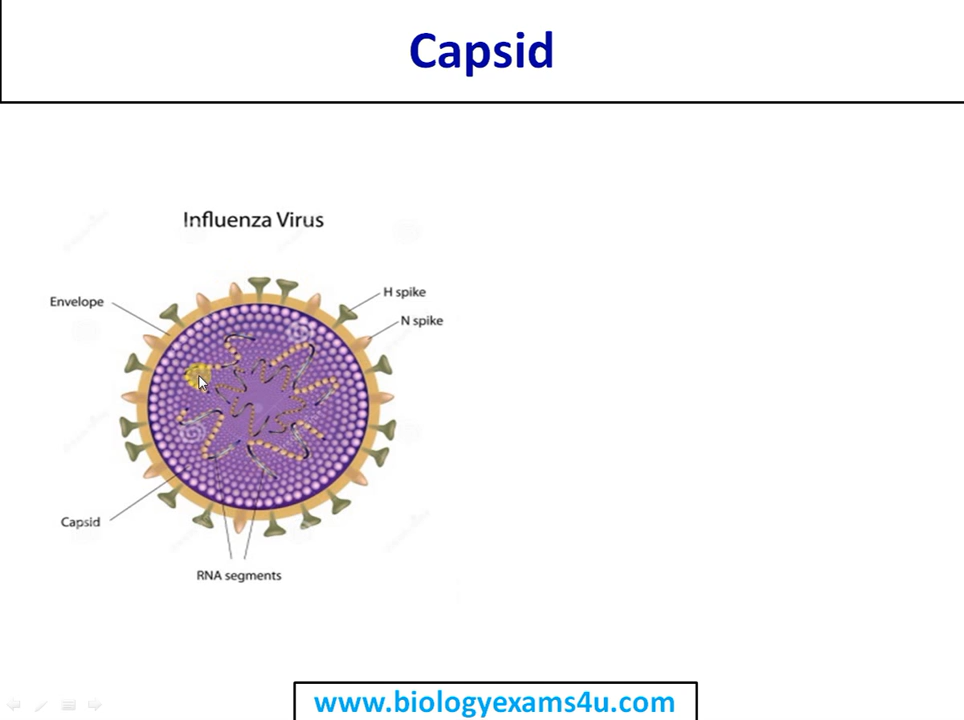 Capsid
Influenza Virus
H spike
Envelope
N spike
Capsid
RNA segments
www.biologyexams4u.com